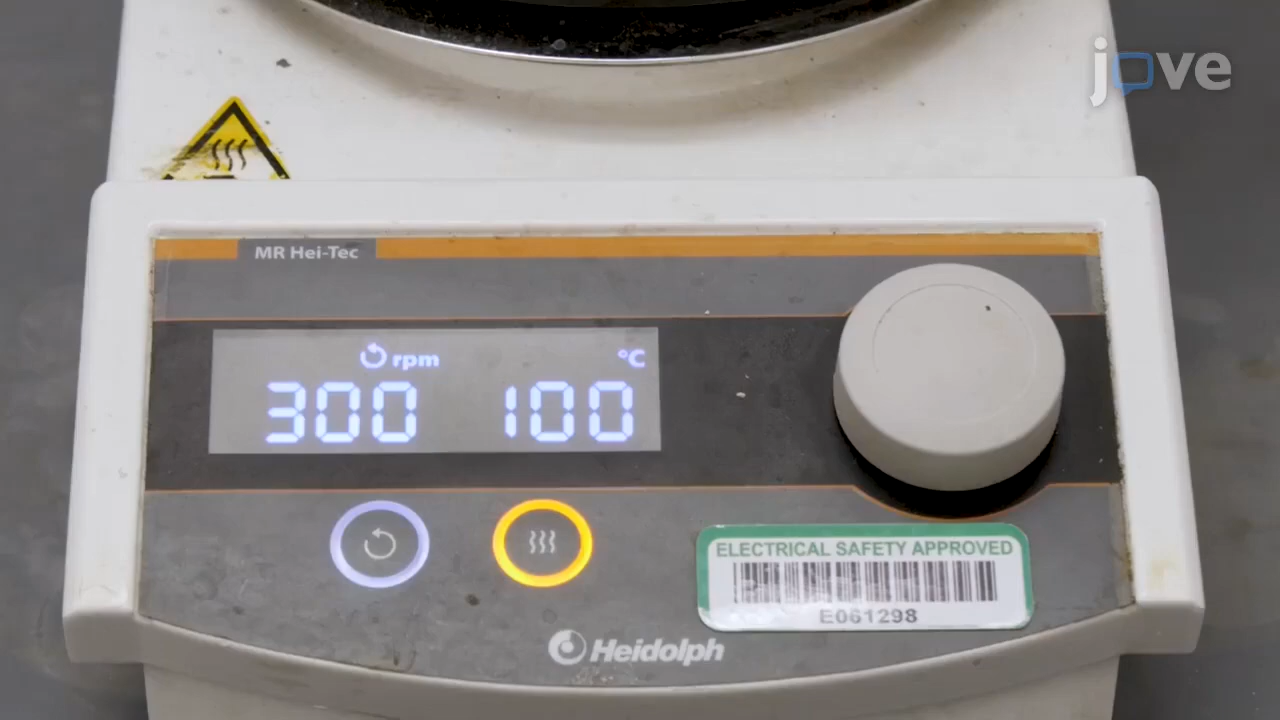 jove
MR Hei-Tec
rpm °C
300 100
ELECTRICAL SAFETY APPROVED
E061298
Heidolph